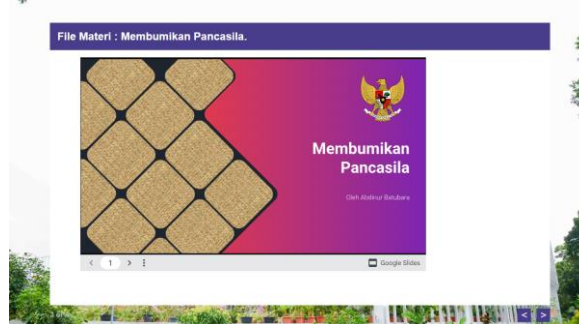 File Materi : Membumikan Pancasila.
Membumikan
Pancasila
Oleh Abdinur Batubara
1
Google Slides